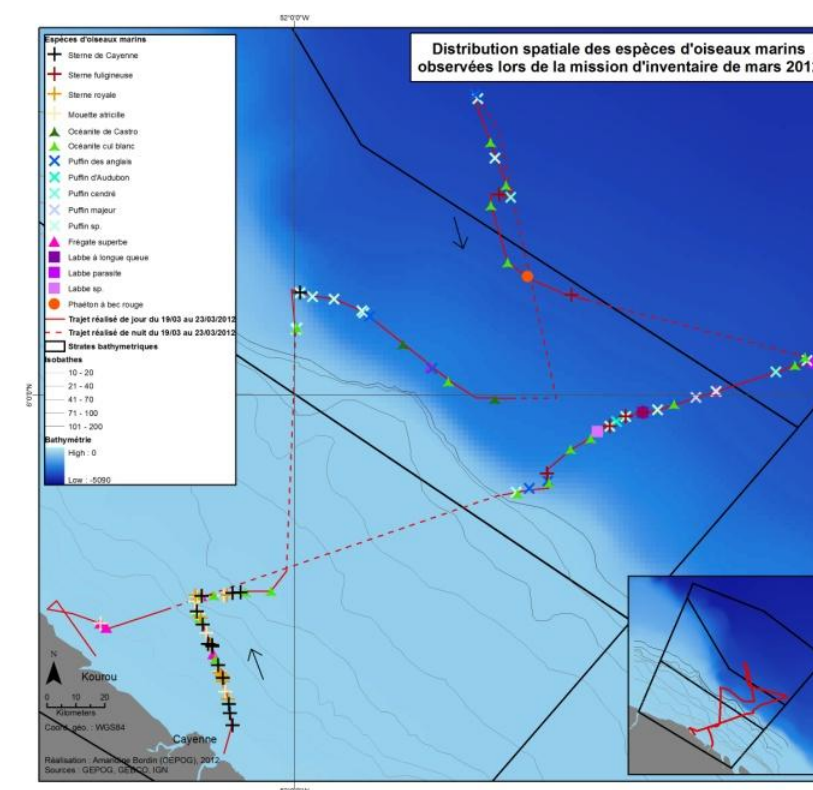 52°0'0"W
Distribution spatiale des espèces d'oiseaux marins
observées lors de la mission d'inventaire de mars 201
Espèces d'oiseaux marins
Sterne de Cayenne
Sterne fuligineuse
Sterne royale
Mouette atricille
Océanite de Castro
Océanite cul blanc
Puffin des anglais
Puffin d'Audubon
Puffin cendré
Puffin majeur
Puffin sp.
Frégate superbe
Labbe à longue queue
Labbe parasite
Labbe sp.
Phaéton à bec rouge
Trajet réalisé de jour du 19/03 au 23/03/2012
Trajet réalisé de nuit du 19/03 au 23/03/2012
Strates bathymetriques
Isobathes
10 - 20
21 - 40
41 - 70
71 - 100
101 - 200
Bathymétrie
High : 0
Low : -5090
6°0'0"N
N
Kourou
0 10 20
Kilometers
Coord. géo. : WGS84
Cayenne
Réalisation : Amandine Bordin (GEPOG), 2012
Sources : GEPOG, GEBCO, IGN